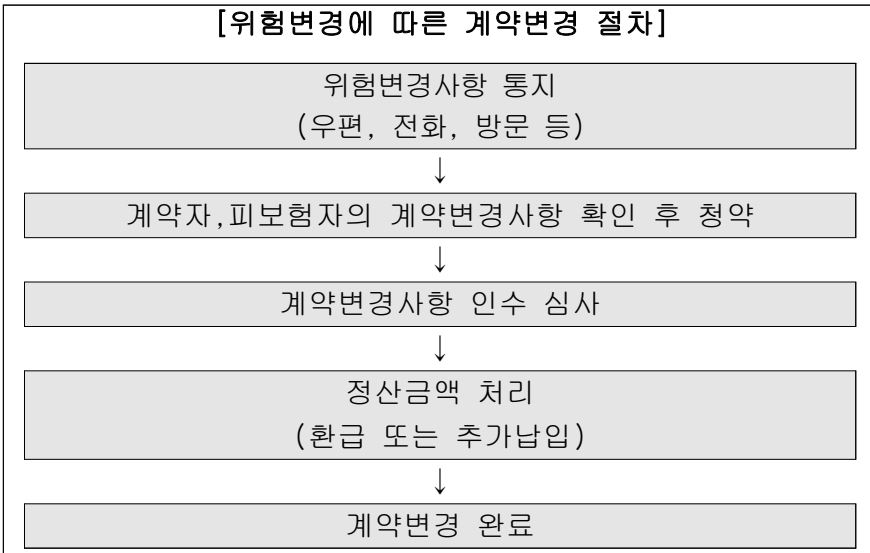 [위험변경에 따른 계약변경 절차]
위험변경사항 통지
(우편, 전화, 방문 등)
↓
계약자,피보험자의 계약변경사항 확인 후 청약
↓
계약변경사항 인수 심사
↓
정산금액 처리
(환급 또는 추가납입)
↓
계약변경 완료